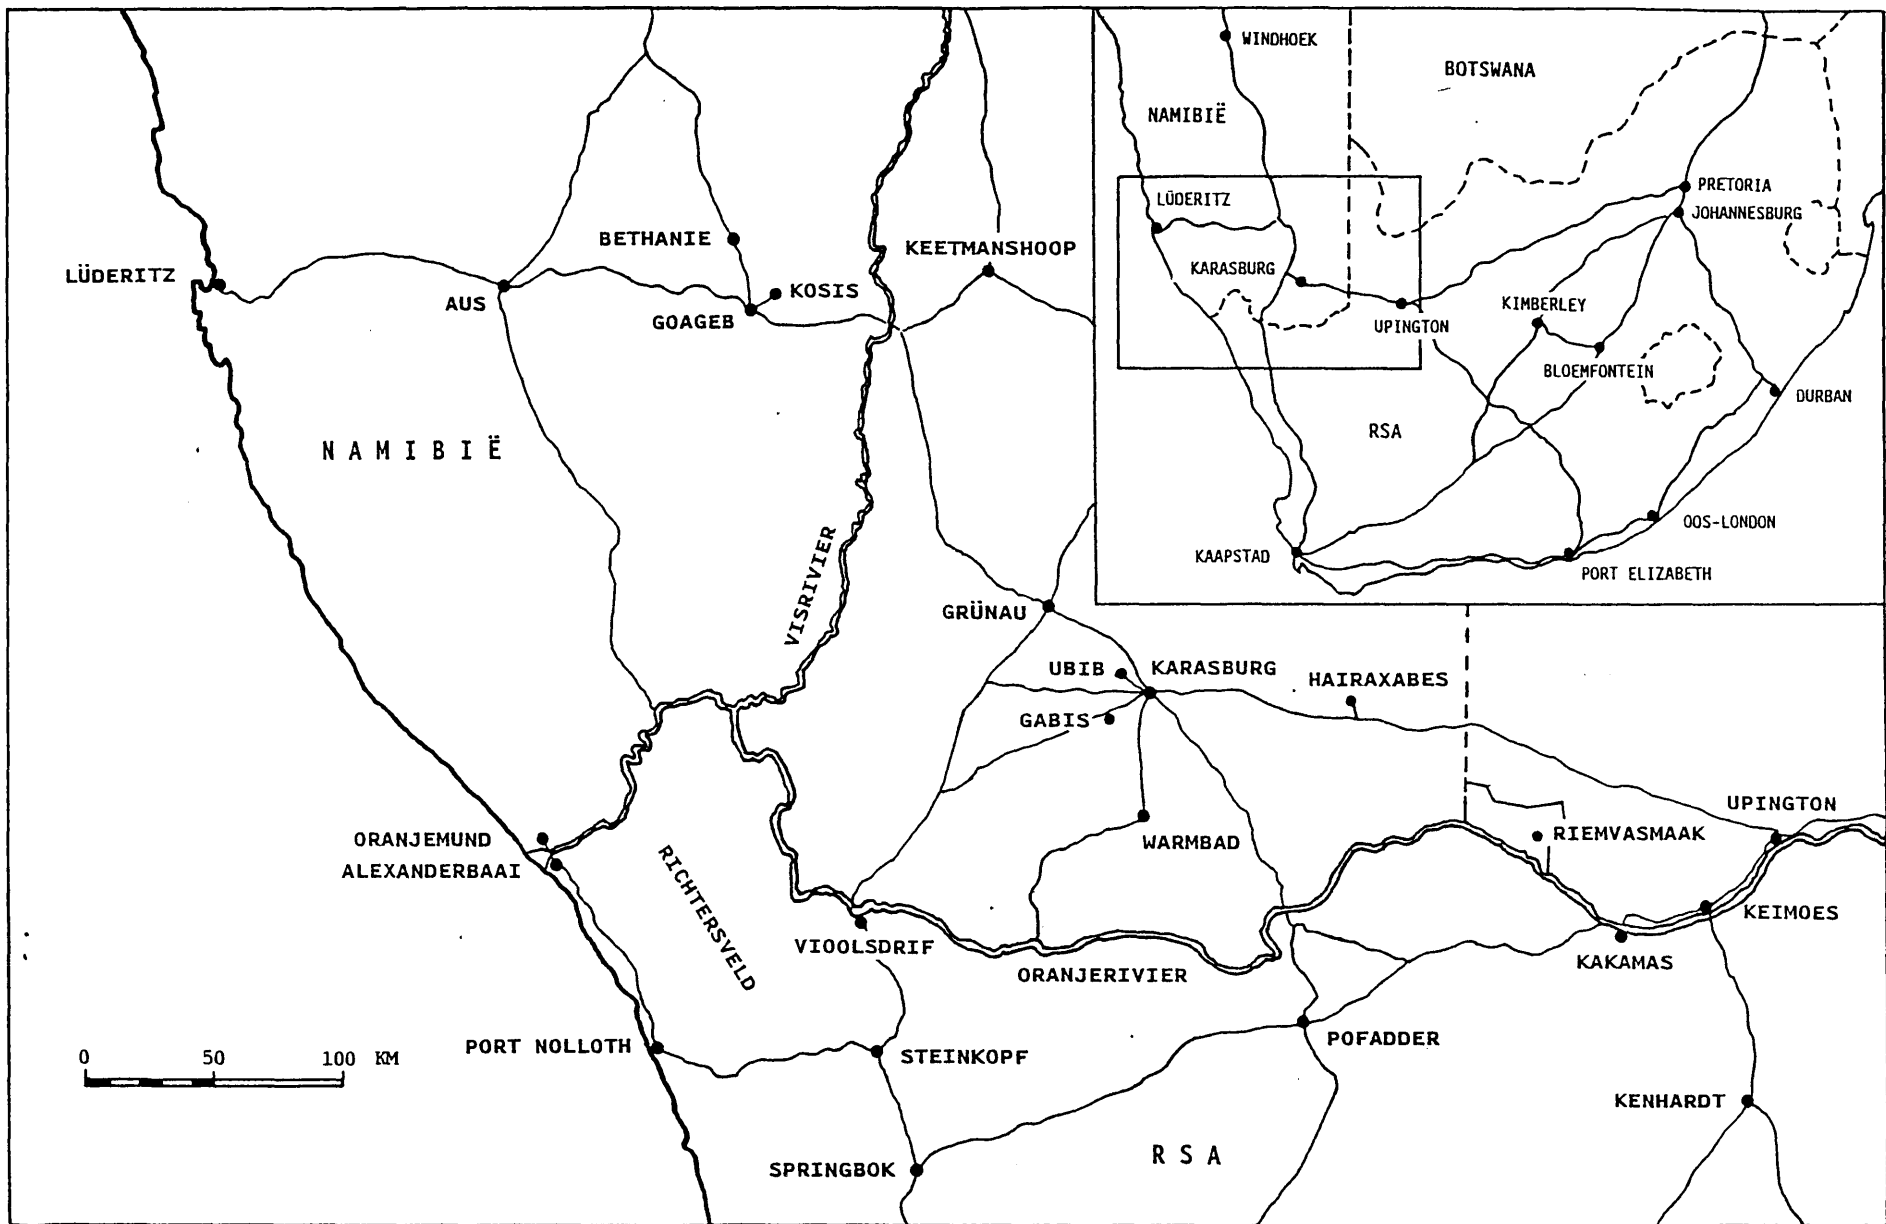 WINDHOEK
BOTSWANA
NAMIBIË
PRETORIA
LÜDERITZ
JOHANNESBURG
KARASBURG
KIMBERLEY
UPINGTON
BLOEMFONTEIN
DURBAN
RSA
OOS-LONDON
KAAPSTAD
PORT ELIZABETH
BETHANIE
KEETMANSHOOP
LÜDERITZ
KOSIS
AUS
GOAGEB
NAMIBIË
VISRIVIER
GRÜNAU
UBIB
KARASBURG
HAIRAXABES
GABIS
UPINGTON
ORANJEMUND
RIEMVASMAAK
WARMBAD
ALEXANDERBAAI
RICHTERSVELD
KEIMOES
VIOOLSDRIF
KAKAMAS
ORANJERIVIER
PORT NOLLOTH
STEINKOPF
POFADDER
0 50 100 KM
KENHARDT
RSA
SPRINGBOK